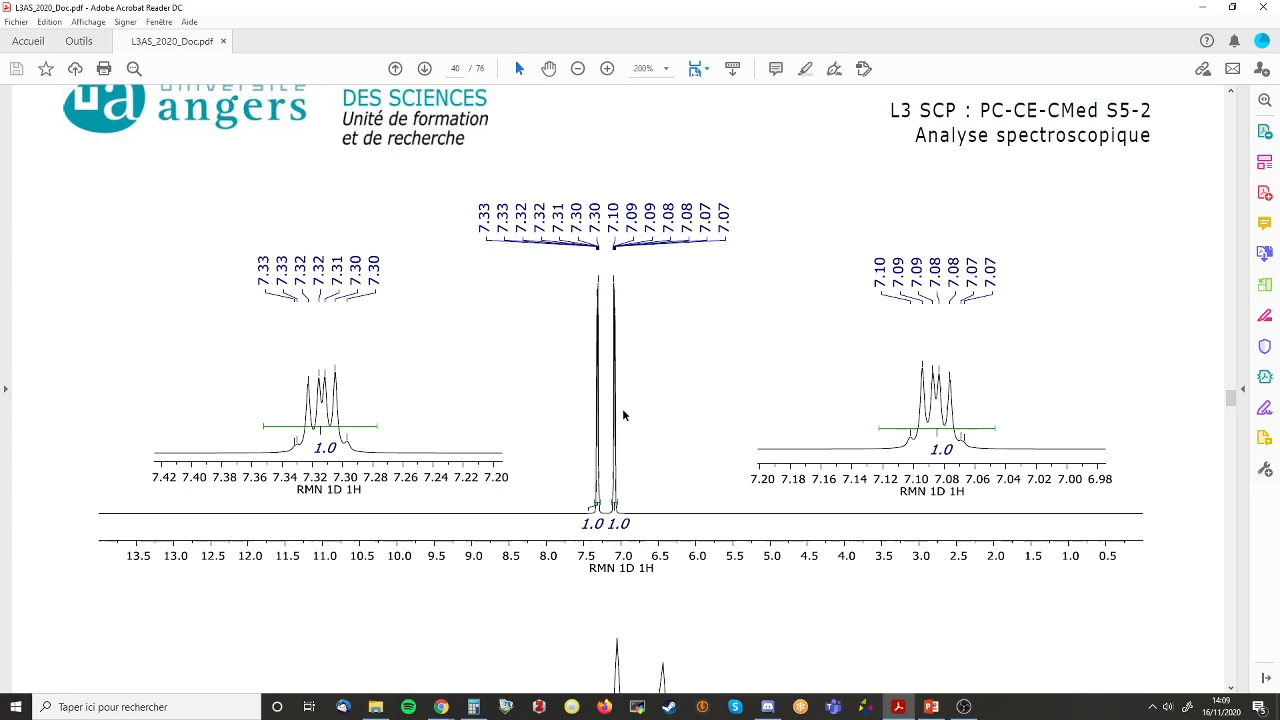 L3AS_2020_Doc.pdf - Adobe Acrobat Reader DC
Fichier Edition Affichage Signer Fenêtre Aide
Accueil Outils L3AS_2020_Doc.pdf ×
40 / 76 200%
université
angers
DES SCIENCES
Unité de formation
et de recherche
L3 SCP : PC-CE-CMed S5-2
Analyse spectroscopique
7.33 7.33 7.32 7.32 7.31 7.30 7.30 7.10 7.09 7.09 7.08 7.08 7.07 7.07
7.33 7.33 7.32 7.32 7.31 7.30 7.30
7.10 7.09 7.09 7.08 7.08 7.07 7.07
1.0
7.42 7.40 7.38 7.36 7.34 7.32 7.30 7.28 7.26 7.24 7.22 7.20
RMN 1D 1H
1.0
7.20 7.18 7.16 7.14 7.12 7.10 7.08 7.06 7.04 7.02 7.00 6.98
RMN 1D 1H
1.0 1.0
13.5 13.0 12.5 12.0 11.5 11.0 10.5 10.0 9.5 9.0 8.5 8.0 7.5 7.0 6.5 6.0 5.5 5.0 4.5 4.0 3.5 3.0 2.5 2.0 1.5 1.0 0.5
RMN 1D 1H
Taper ici pour rechercher
14:09
16/11/2020